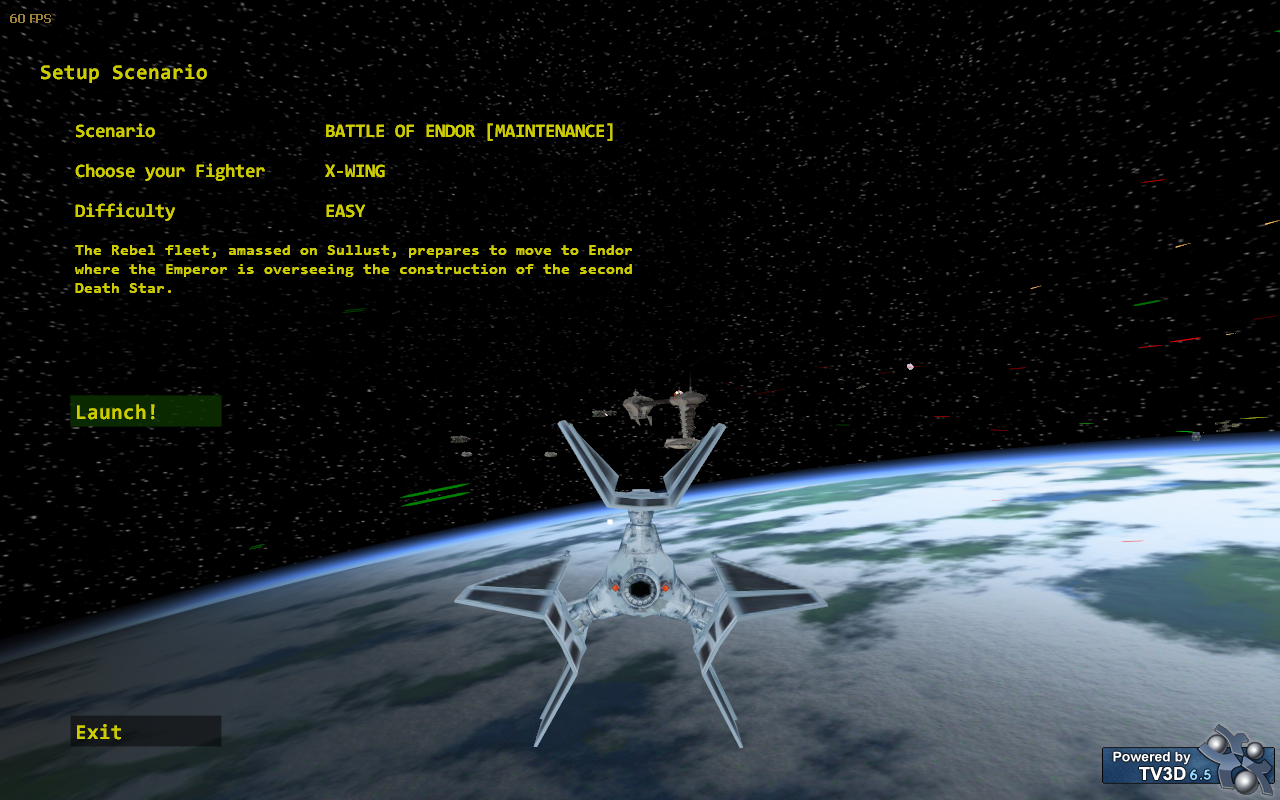 60 FPS
Setup Scenario
Scenario BATTLE OF ENDOR [MAINTENANCE]
Choose your Fighter X-WING
Difficulty EASY
The Rebel fleet, amassed on Sullust, prepares to move to Endor
where the Emperor is overseeing the construction of the second
Death Star.
Launch!
Exit
Powered by
TV3D 6.5